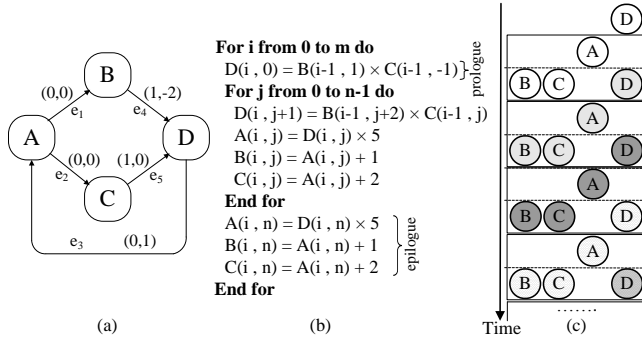 B
(0,0)
(1,-2)
e1
e4
A
D
(0,0)
(1,0)
e2
e5
C
e3
(0,1)
(a)
For i from 0 to m do
D(i , 0) = B(i-1 , 1) × C(i-1 , -1)
prologue
For j from 0 to n-1 do
D(i , j+1) = B(i-1 , j+2) × C(i-1 , j)
A(i , j) = D(i , j) × 5
B(i , j) = A(i , j) + 1
C(i , j) = A(i , j) + 2
End for
A(i , n) = D(i , n) × 5
B(i , n) = A(i , n) + 1
C(i , n) = A(i , n) + 2
epilogue
End for
(b)
D
A
B C D
A
B C D
A
B C D
A
B C D
.......
Time
(c)